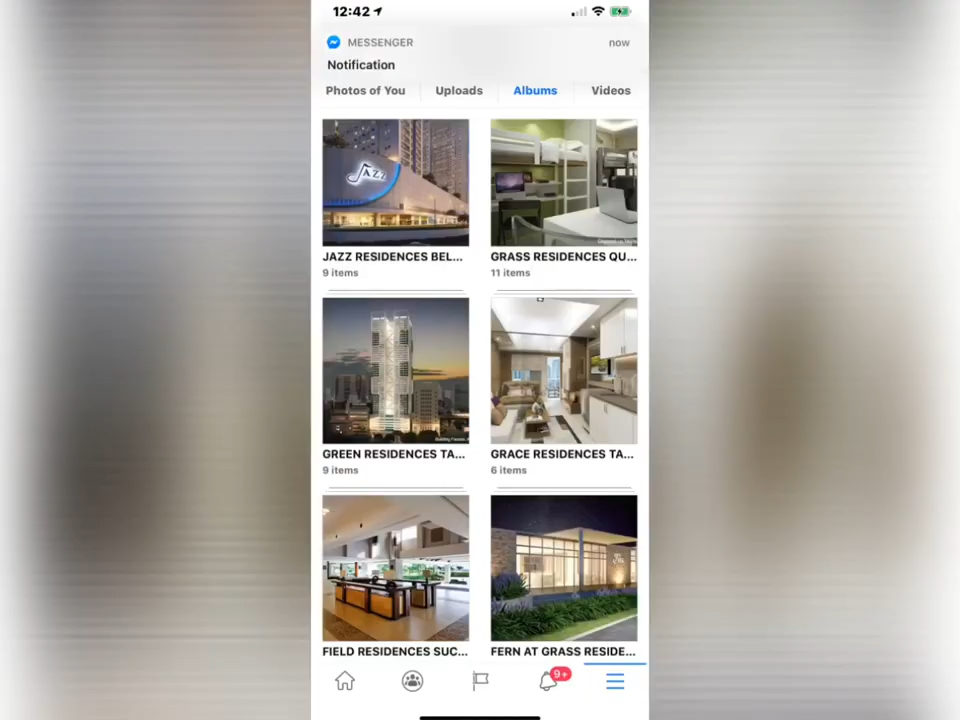 12:42
MESSENGER now
Notification
Photos of You Uploads Albums Videos
JAZZ
JAZZ RESIDENCES BEL...
9 items
GRASS RESIDENCES QU...
11 items
GREEN RESIDENCES TA...
9 items
GRACE RESIDENCES TA...
6 items
FIELD RESIDENCES SUC...
FERN AT GRASS RESIDE...
9+